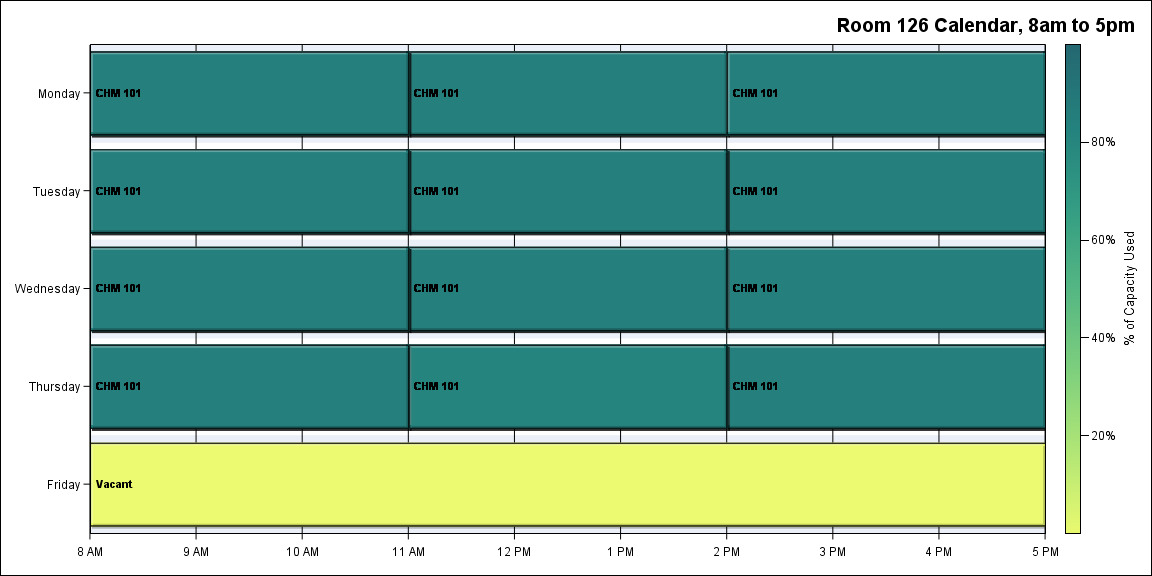 Room 126 Calendar, 8am to 5pm
Monday
CHM 101
CHM 101
CHM 101
Tuesday
CHM 101
CHM 101
CHM 101
Wednesday
CHM 101
CHM 101
CHM 101
Thursday
CHM 101
CHM 101
CHM 101
Friday
Vacant
8 AM
9 AM
10 AM
11 AM
12 PM
1 PM
2 PM
3 PM
4 PM
5 PM
80%
60%
40%
20%
% of Capacity Used